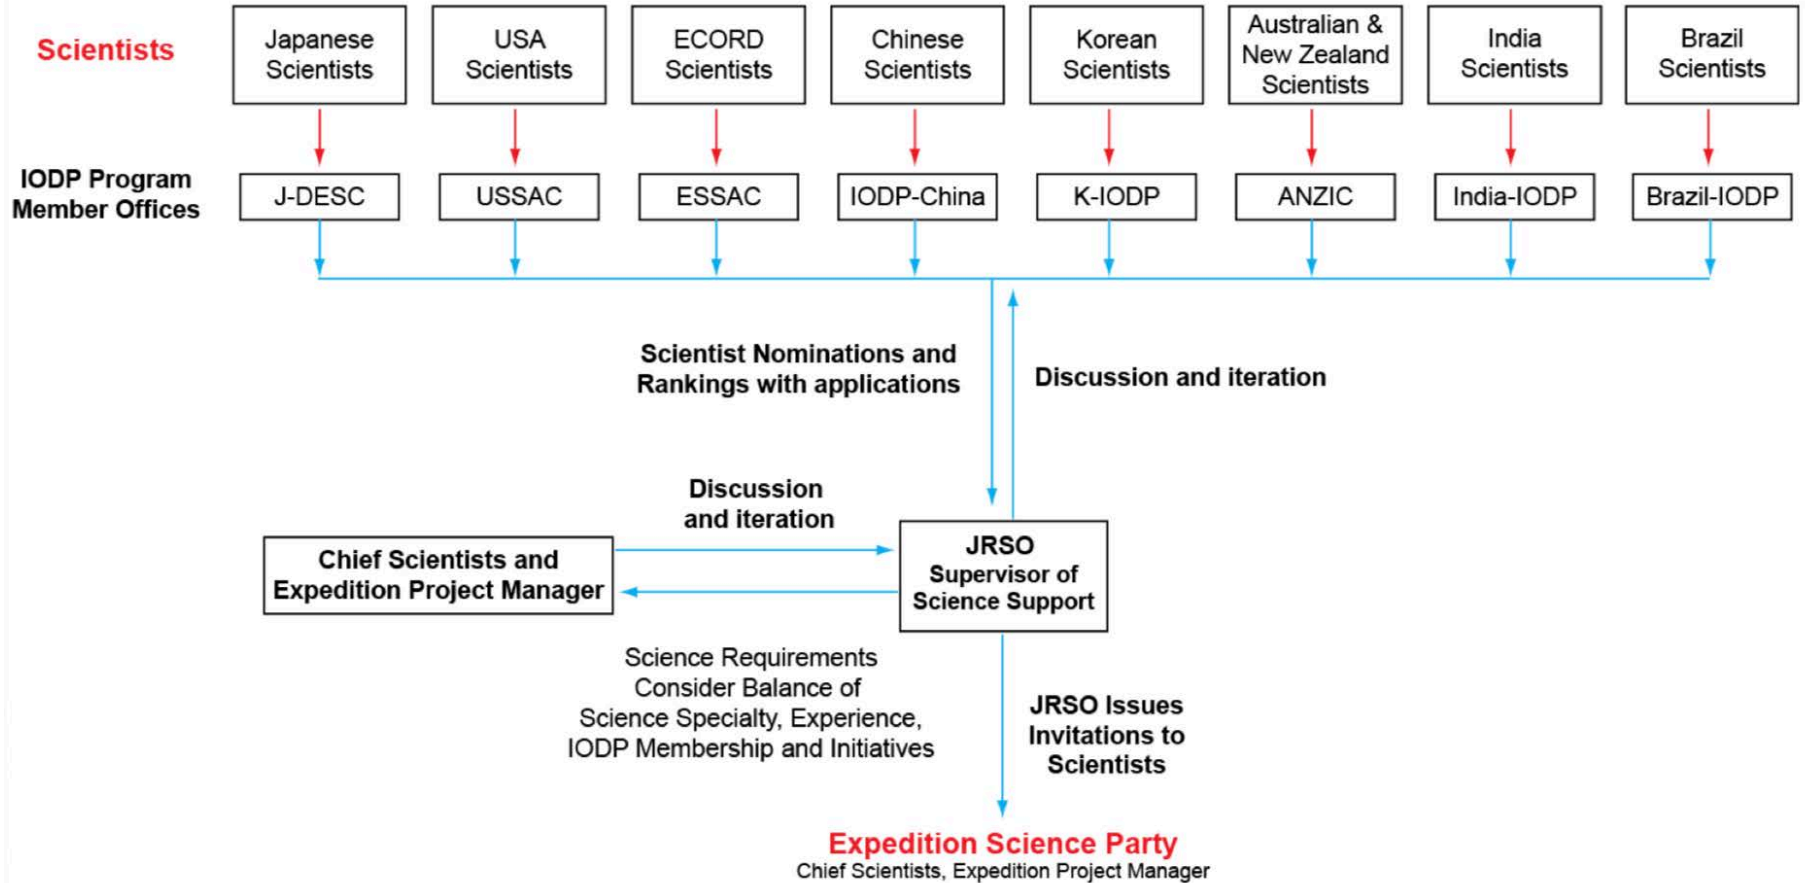 Scientists
Japanese
Scientists
USA
Scientists
ECORD
Scientists
Chinese
Scientists
Korean
Scientists
Australian &
New Zealand
Scientists
India
Scientists
Brazil
Scientists
IODP Program
Member Offices
J-DESC
USSAC
ESSAC
IODP-China
K-IODP
ANZIC
India-IODP
Brazil-IODP
Scientist Nominations and
Rankings with applications
Discussion and iteration
Discussion
and iteration
Chief Scientists and
Expedition Project Manager
JRSO
Supervisor of
Science Support
Science Requirements
Consider Balance of
Science Specialty, Experience,
IODP Membership and Initiatives
JRSO Issues
Invitations to
Scientists
Expedition Science Party
Chief Scientists, Expedition Project Manager